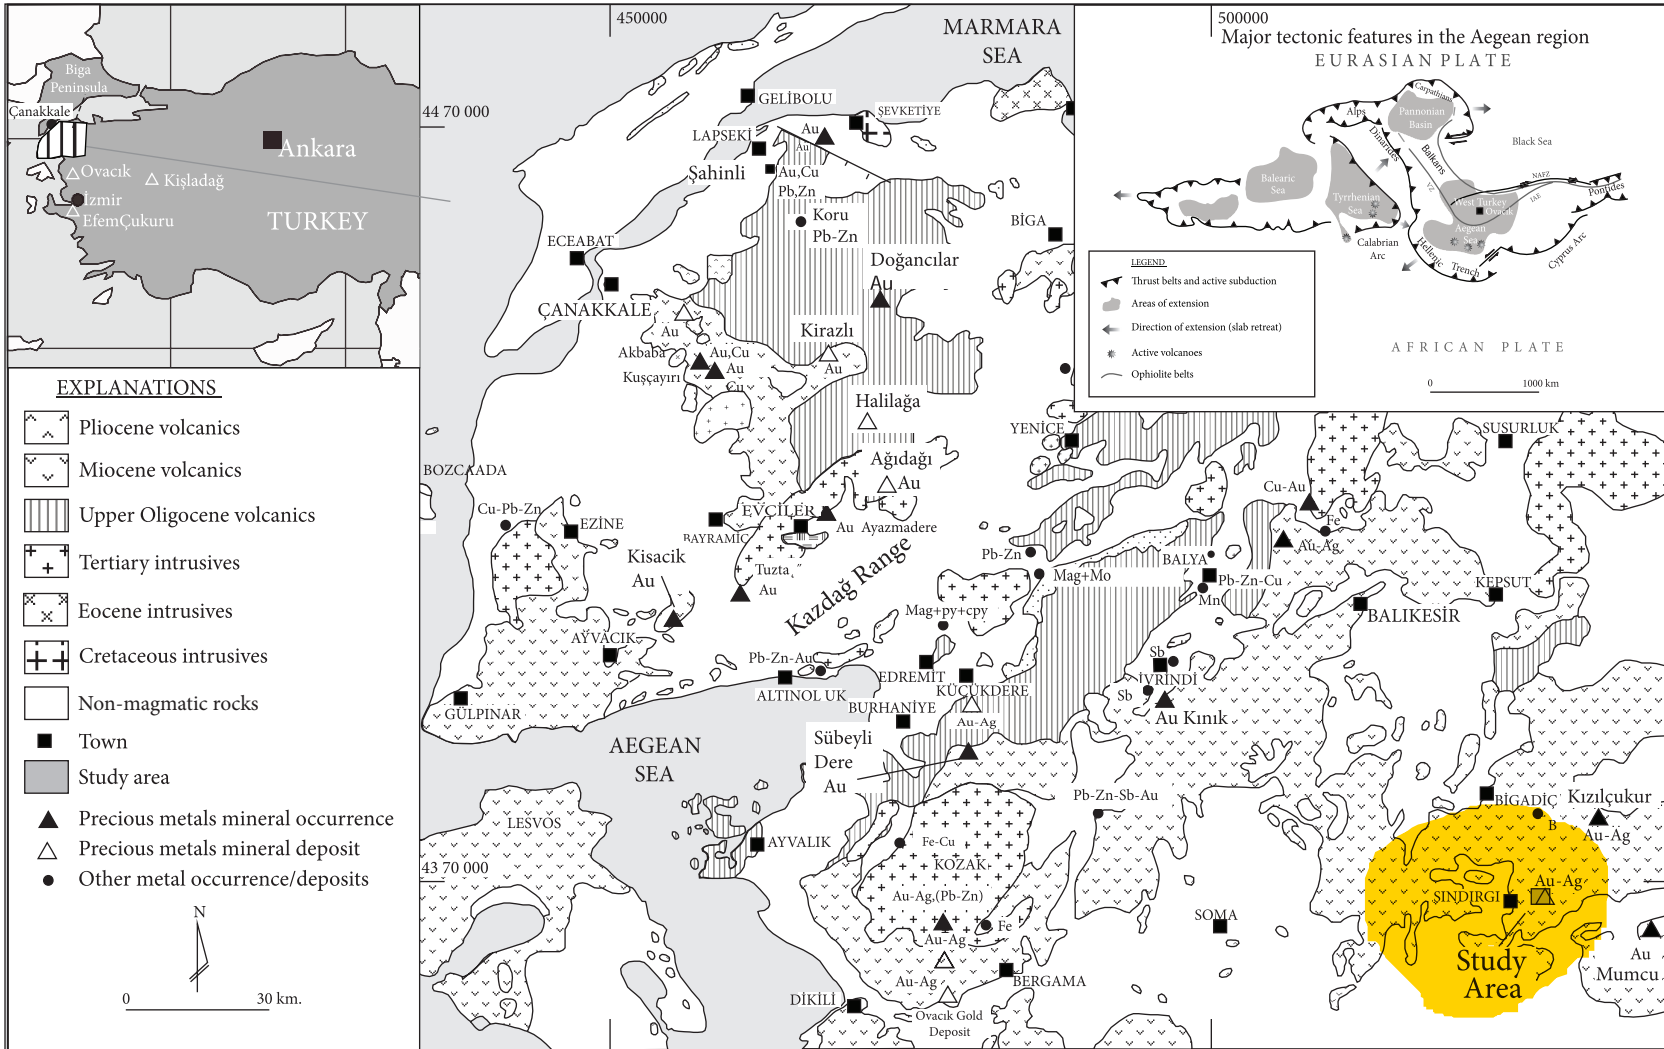 Biga
Peninsula
Çanakkale
Ankara
Ovacık
Kişladağ
İzmir
EfemÇukuru
TURKEY
EXPLANATIONS
Pliocene volcanics
Miocene volcanics
Upper Oligocene volcanics
Tertiary intrusives
Eocene intrusives
Cretaceous intrusives
Non-magmatic rocks
Town
Study area
Precious metals mineral occurrence
Precious metals mineral deposit
Other metal occurrence/deposits
N
0
30 km.
450000
500000
44 70 000
43 70 000
MARMARA
SEA
GELİBOLU
ŞEVKETİYE
LAPSEKİ
Au
Au
Şahinli
Au,Cu
Pb,Zn
Koru
Pb-Zn
BİGA
ECEABAT
Doğancılar
Au
ÇANAKKALE
Au
Kirazlı
Au
Akbaba
Kuşçayırı
Au,Cu
Au
Cu
Halilağa
YENİCE
SUSURLUK
BOZCAADA
Ağıdağı
Au
Cu-Au
Cu-Pb-Zn
EZİNE
EVCİLER
Au
Ayazmadere
Fe
BAYRAMİÇ
Au-Ag
Kisacik
Au
Tuzta
Au
Kazdağ Range
Pb-Zn
BALYA
Mag+Mo
Pb-Zn-Cu
Mn
KEPSUT
BALIKESİR
Mag+py+cpy
AYVACIK
Pb-Zn-Au
ALTINOL UK
EDREMİT
KÜÇÜKDERE
Sb
İVRİNDİ
Sb
Au Kınık
GÜLPINAR
BURHANİYE
Au-Ag
AEGEAN
SEA
Sübeyli
Dere
Au
Pb-Zn-Sb-Au
BİGADİÇ
B
Kızılçukur
Au-Ag
LESVOS
AYVALIK
Fe-Cu
KOZAK
Au-Ag,(Pb-Zn)
Fe
Au-Ag
Au-Ag
SOMA
BERGAMA
DİKİLİ
Ovacık Gold
Deposit
?
SINDIRGI
Au-Ag
Study
Area
Au
Mumcu
Major tectonic features in the Aegean region
EURASIAN PLATE
Carpathians
Alps
Pannonian
Basin
Dinarides
Balkans
Black Sea
Balearic
Sea
Tyrrhenian
Sea
VZ
NAFZ
Pontides
IAE
West Turkey
Ovacık
Aegean
Sea
Calabrian
Arc
Hellenic
Trench
Cyprus Arc
AFRICAN PLATE
0
1000 km
LEGEND
Thrust belts and active subduction
Areas of extension
Direction of extension (slab retreat)
Active volcanoes
Ophiolite belts